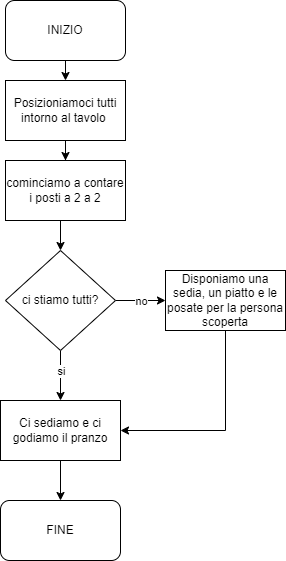 INIZIO
Posizioniamoci tutti
intorno al tavolo
cominciamo a contare
i posti a 2 a 2
ci stiamo tutti?
no
Disponiamo una
sedia, un piatto e le
posate per la persona
scoperta
si
Ci sediamo e ci
godiamo il pranzo
FINE